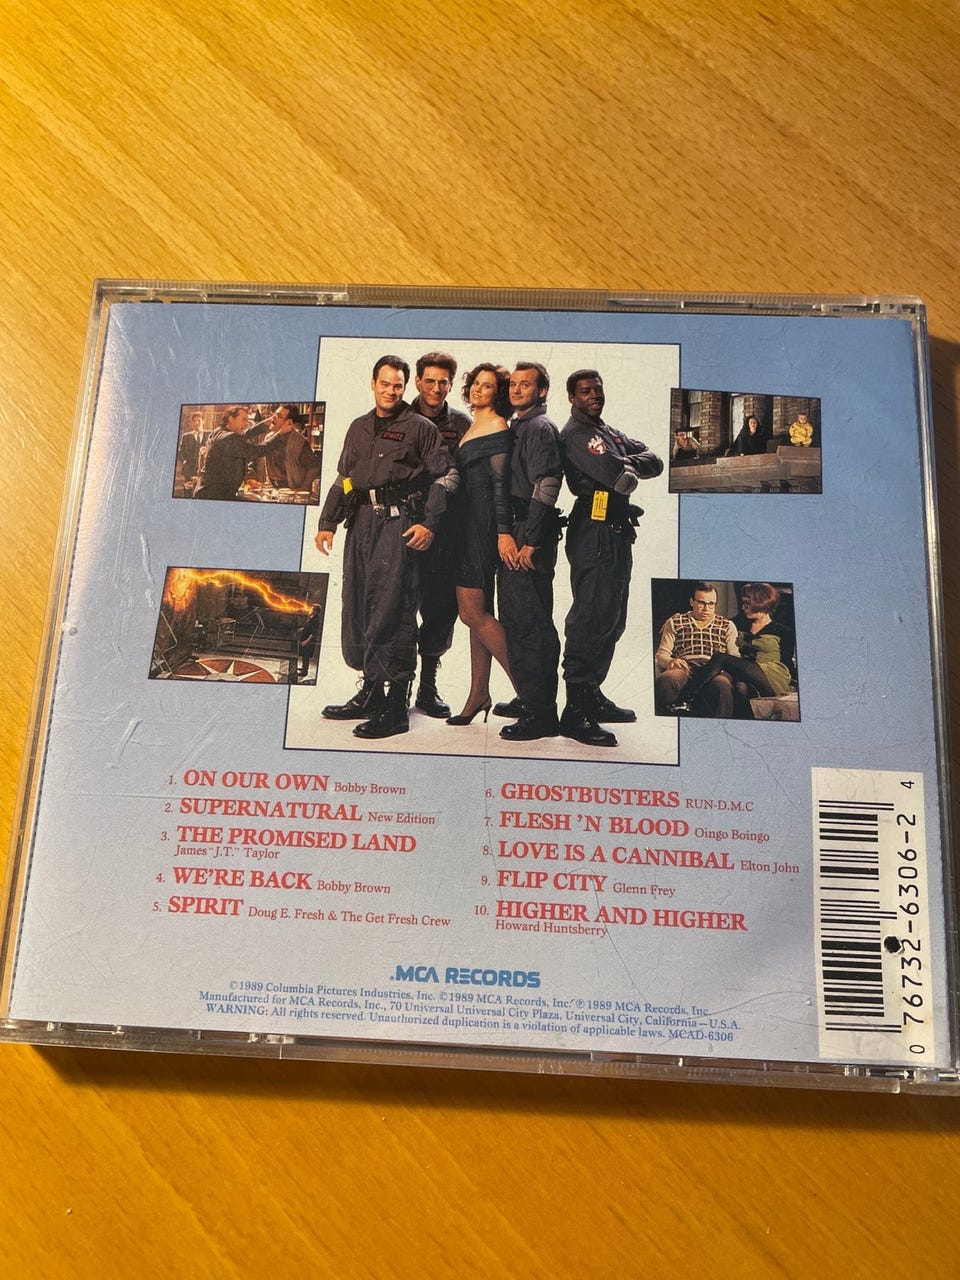 STANTZ
1. ON OUR OWN Bobby Brown
2. SUPERNATURAL New Edition
3. THE PROMISED LAND
James "J.T." Taylor
4. WE'RE BACK Bobby Brown
5. SPIRIT Doug E. Fresh & The Get Fresh Crew
6. GHOSTBUSTERS RUN-D.M.C
7. FLESH 'N BLOOD Oingo Boingo
8. LOVE IS A CANNIBAL Elton John
9. FLIP CITY Glenn Frey
10. HIGHER AND HIGHER
Howard Huntsberry
MCA RECORDS
©1989 Columbia Pictures Industries, Inc. ©1989 MCA Records, Inc. ℗ 1989 MCA Records, Inc.
Manufactured for MCA Records, Inc., 70 Universal Universal City Plaza, Universal City, California – U.S.A.
WARNING: All rights reserved. Unauthorized duplication is a violation of applicable laws. MCAD-6306
0 76732-6306-2 4